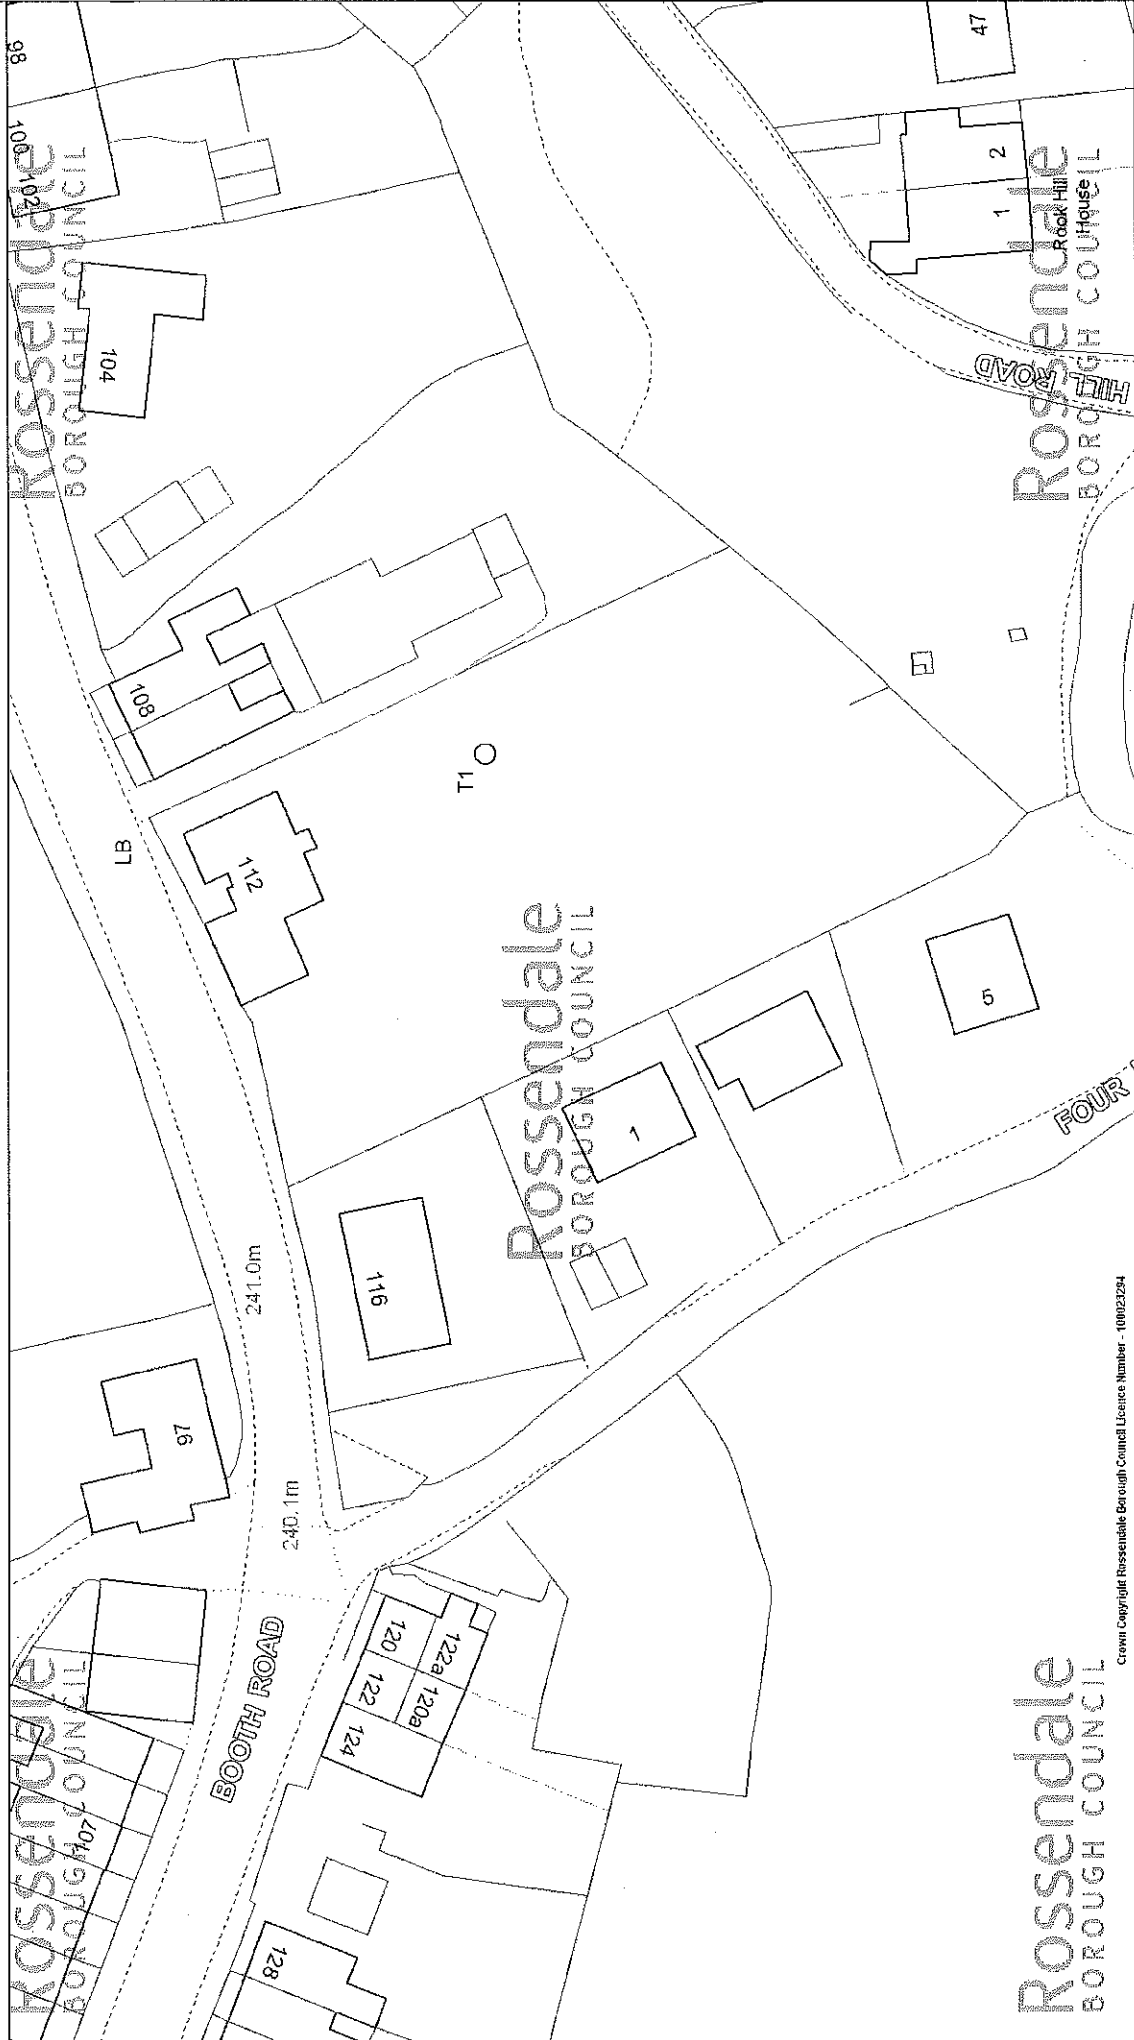 98
100
102
Rossendale
BOROUGH COUNCIL
104
108
LB
112
T1
47
2
1
Rook Hill
House
Rossendale
BOROUGH COUNCIL
HILL ROAD
Rossendale
BOROUGH COUNCIL
5
1
FOUR
116
241.0m
97
240.1m
BOOTH ROAD
120
122a
122
120a
124
107
128
Rossendale
BOROUGH COUNCIL
Rossendale
BOROUGH COUNCIL
Crown Copyright Rossendale Borough Council Licence Number - 100023294